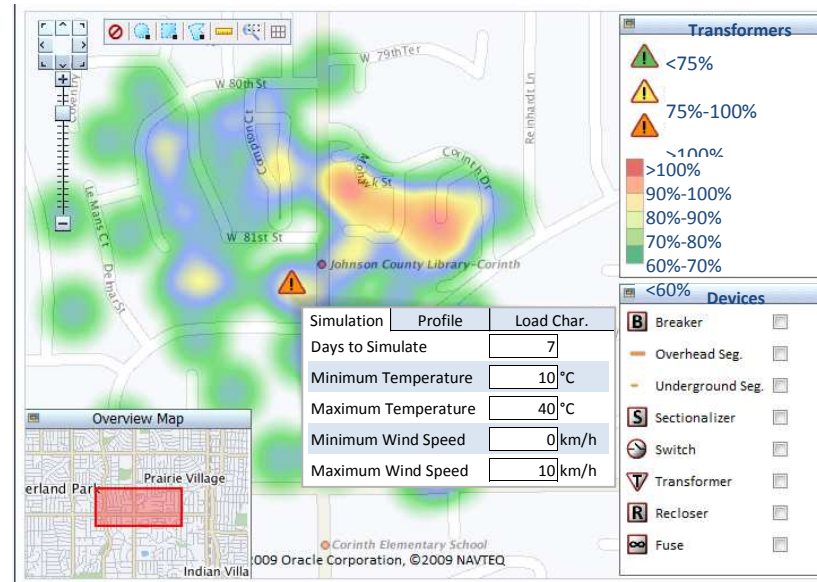 Transformers
<75%
75%-100%
>100%
>100%
90%-100%
80%-90%
70%-80%
60%-70%
<60%
W 79th Ter
W 80th St
Coventry
Compton Ct
Reinhardt Ln
Corinth Dr
Le Mans Ct
W 81st St
Delmar St
Johnson County Library-Corinth
Devices
B Breaker
Overhead Seg.
Underground Seg.
S Sectionalizer
Switch
T Transformer
R Recloser
Fuse
Simulation Profile Load Char.
Days to Simulate 7
Minimum Temperature 10 °C
Maximum Temperature 40 °C
Minimum Wind Speed 0 km/h
Maximum Wind Speed 10 km/h
Overview Map
Prairie Village
erland Park
Indian Villa
Corinth Elementary School
2009 Oracle Corporation, ©2009 NAVTEQ